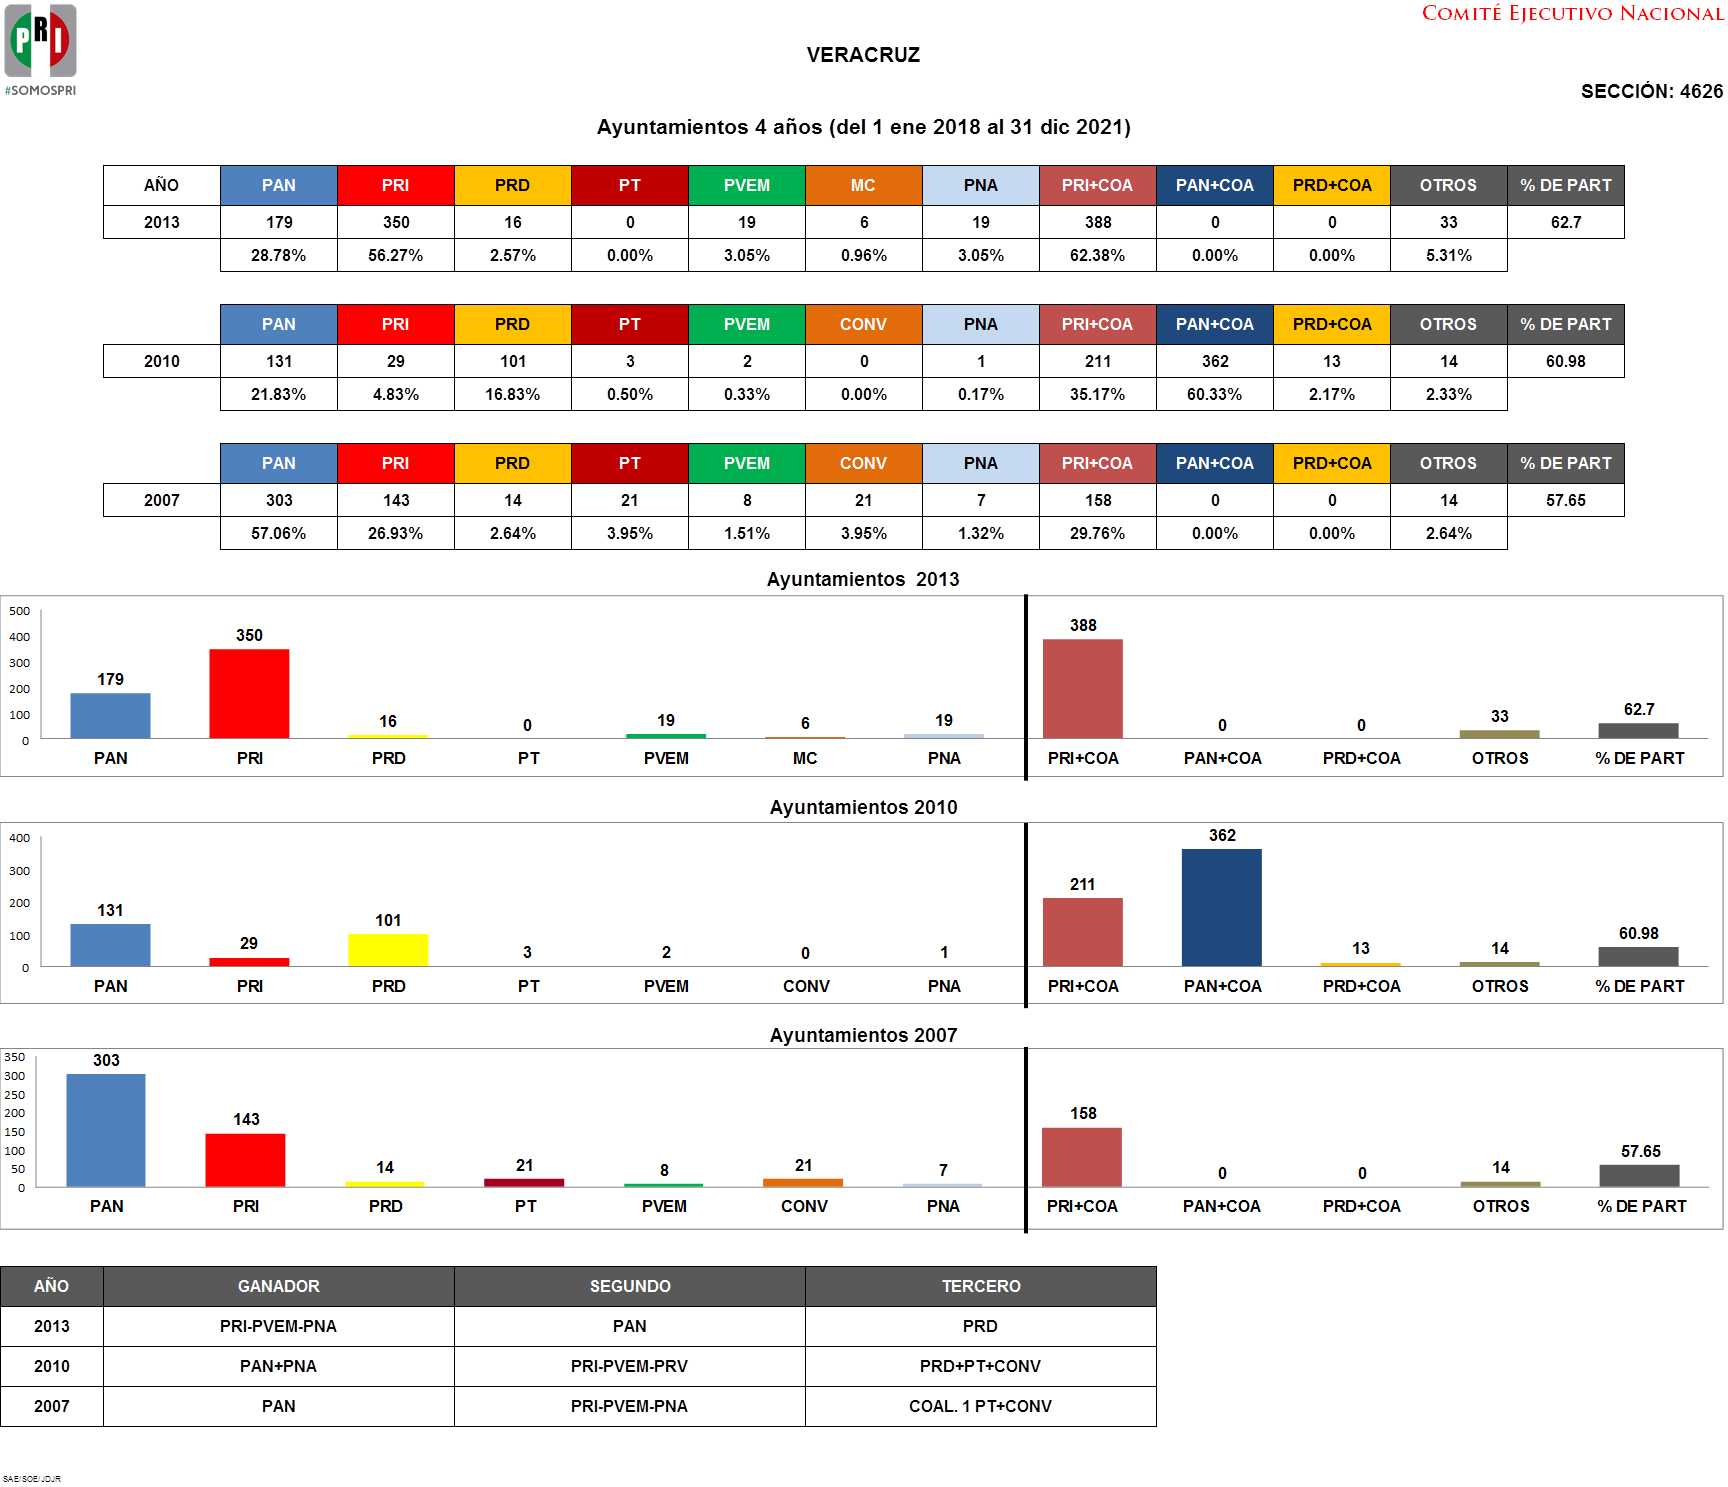 PRI
#SOMOSPRI
COMITÉ EJECUTIVO NACIONAL
VERACRUZ
SECCIÓN: 4626
Ayuntamientos 4 años (del 1 ene 2018 al 31 dic 2021)
AÑO PAN PRI PRD PT PVEM MC PNA PRI+COA PAN+COA PRD+COA OTROS % DE PART
2013 179 350 16 0 19 6 19 388 0 0 33 62.7
28.78% 56.27% 2.57% 0.00% 3.05% 0.96% 3.05% 62.38% 0.00% 0.00% 5.31%
PAN PRI PRD PT PVEM CONV PNA PRI+COA PAN+COA PRD+COA OTROS % DE PART
2010 131 29 101 3 2 0 1 211 362 13 14 60.98
21.83% 4.83% 16.83% 0.50% 0.33% 0.00% 0.17% 35.17% 60.33% 2.17% 2.33%
PAN PRI PRD PT PVEM CONV PNA PRI+COA PAN+COA PRD+COA OTROS % DE PART
2007 303 143 14 21 8 21 7 158 0 0 14 57.65
57.06% 26.93% 2.64% 3.95% 1.51% 3.95% 1.32% 29.76% 0.00% 0.00% 2.64%
Ayuntamientos 2013
500
400
300
200
100
0
179 350 16 0 19 6 19 388 0 0 33 62.7
PAN PRI PRD PT PVEM MC PNA PRI+COA PAN+COA PRD+COA OTROS % DE PART
Ayuntamientos 2010
400
300
200
100
0
131 29 101 3 2 0 1 211 362 13 14 60.98
PAN PRI PRD PT PVEM CONV PNA PRI+COA PAN+COA PRD+COA OTROS % DE PART
Ayuntamientos 2007
350
300
250
200
150
100
50
0
303 143 14 21 8 21 7 158 0 0 14 57.65
PAN PRI PRD PT PVEM CONV PNA PRI+COA PAN+COA PRD+COA OTROS % DE PART
AÑO GANADOR SEGUNDO TERCERO
2013 PRI-PVEM-PNA PAN PRD
2010 PAN+PNA PRI-PVEM-PRV PRD+PT+CONV
2007 PAN PRI-PVEM-PNA COAL. 1 PT+CONV
SAE/SOE/JDJR